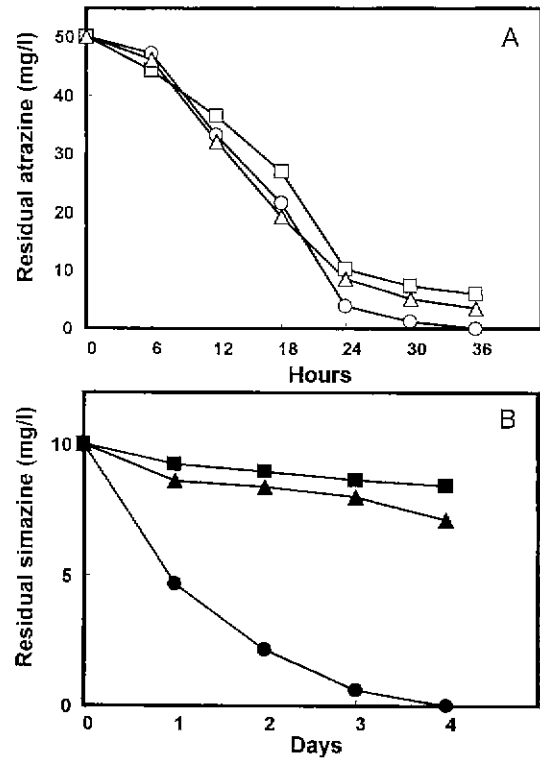 A
Residual atrazine (mg/l)
50
40
30
20
10
0
0 6 12 18 24 30 36
Hours
B
Residual simazine (mg/l)
10
5
0
0 1 2 3 4
Days